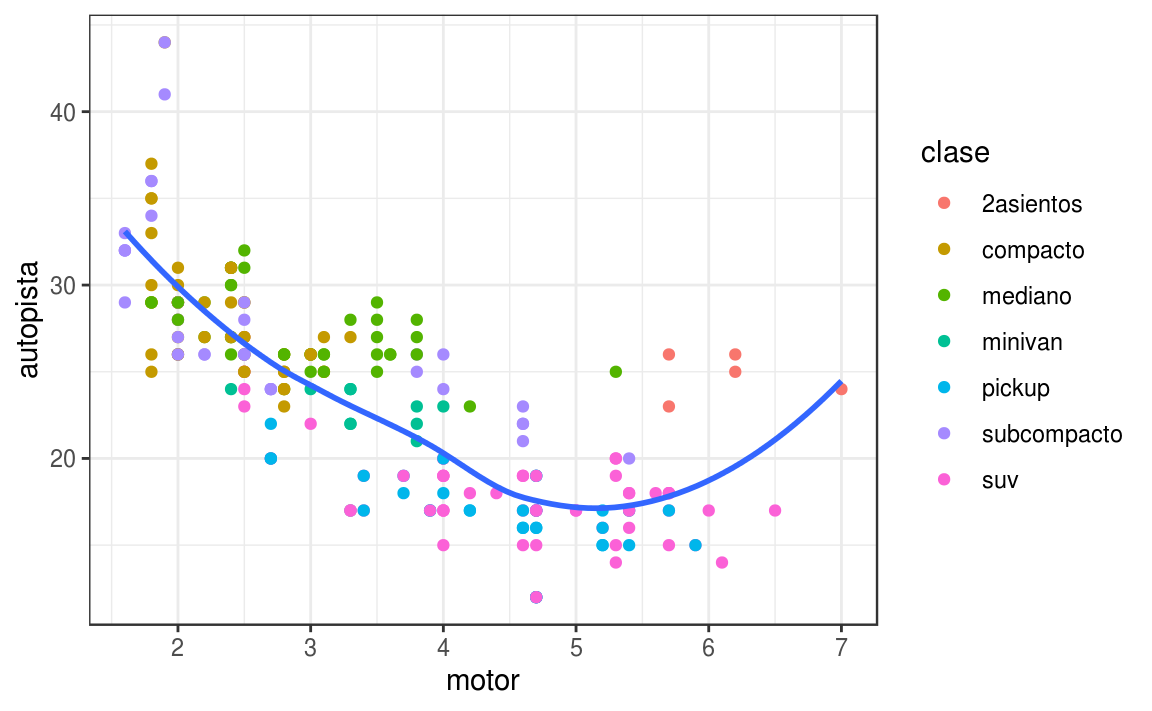 autopista
40
30
20
2
3
4
5
6
7
motor
clase
2asientos
compacto
mediano
minivan
pickup
subcompacto
suv